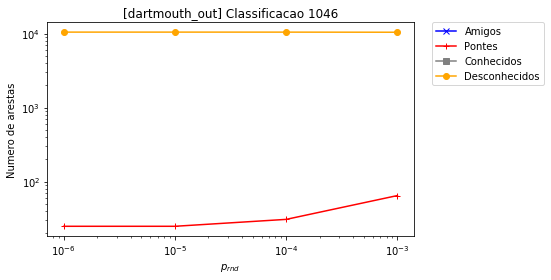 [dartmouth_out] Classificacao 1046
Numero de arestas
10⁴
10³
10²
10⁻⁶
10⁻⁵
10⁻⁴
10⁻³
p_rnd
Amigos
Pontes
Conhecidos
Desconhecidos